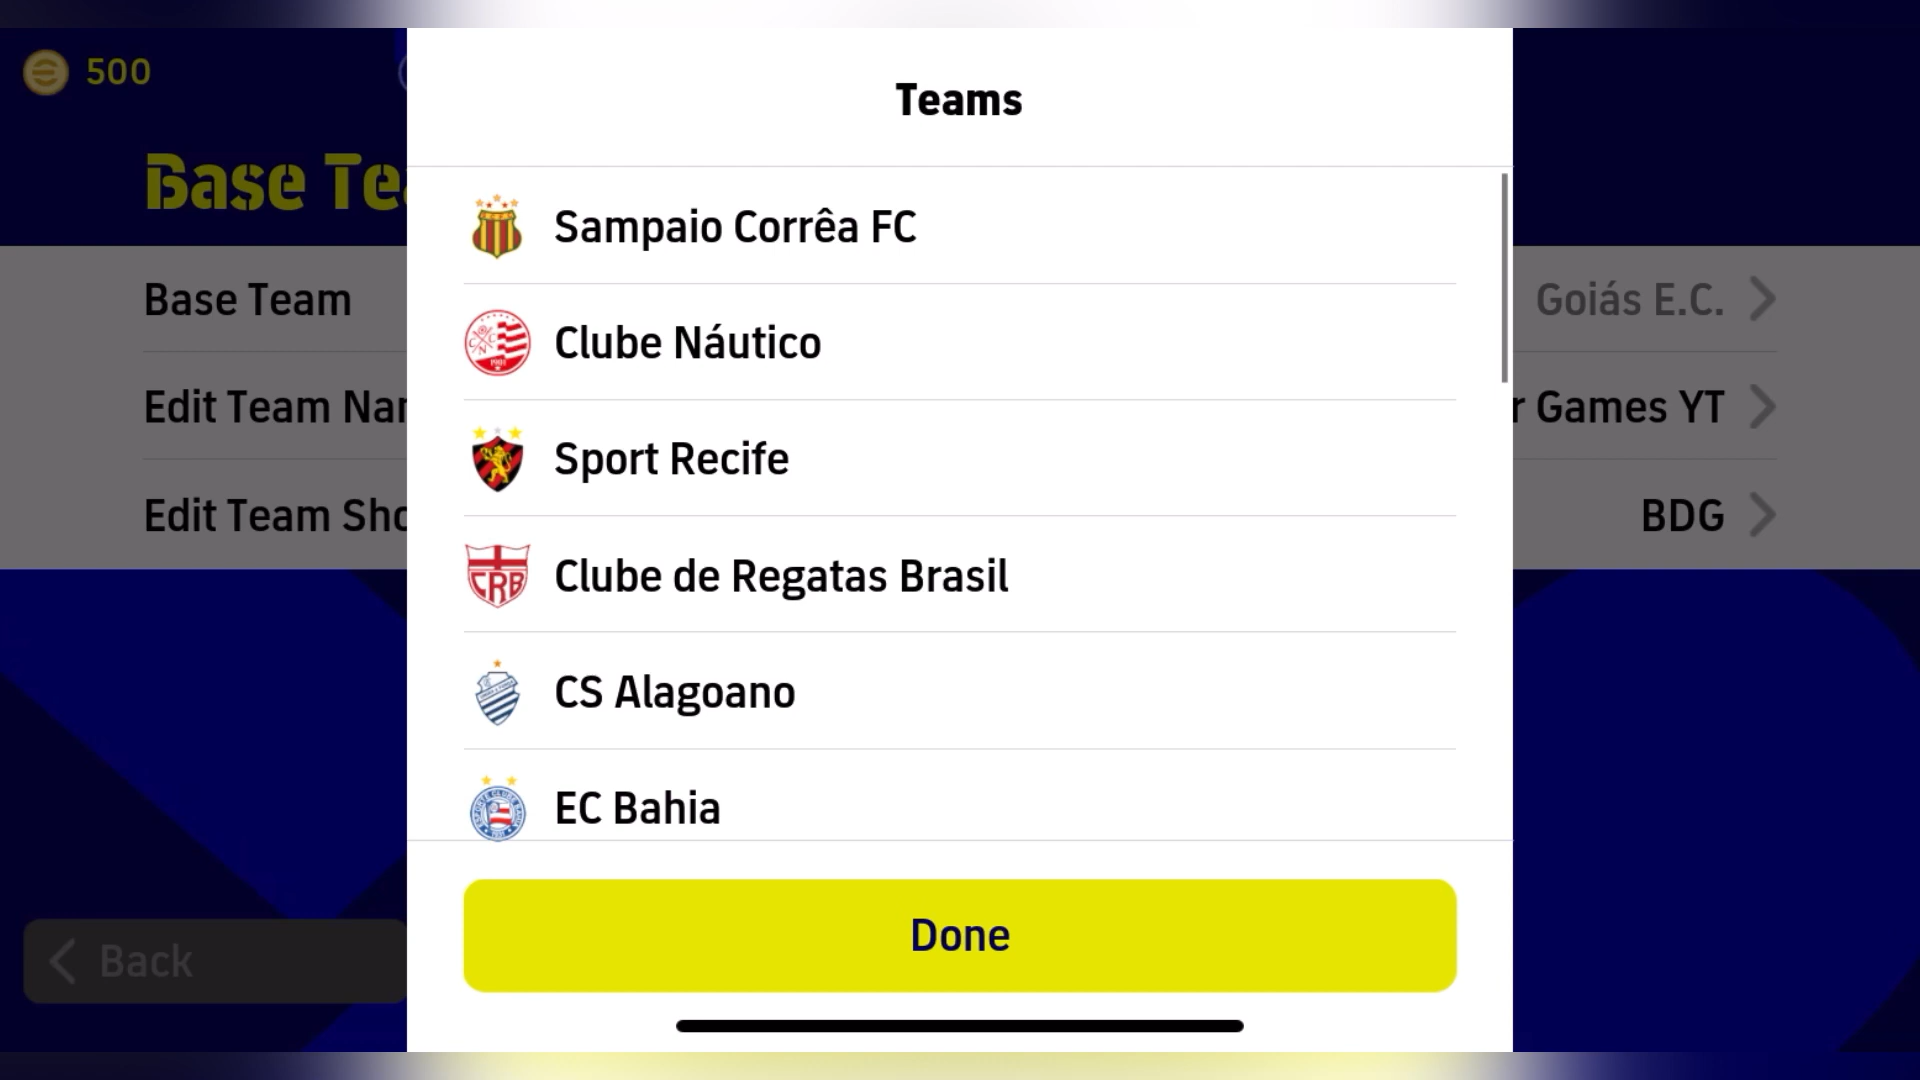 500
Teams
Base Te
Sampaio Corrêa FC
Base Team
Goiás E.C.
Clube Náutico
Edit Team Nar
r Games YT
Sport Recife
Edit Team Sho
BDG
Clube de Regatas Brasil
CRB
CS Alagoano
EC Bahia
Done
Back